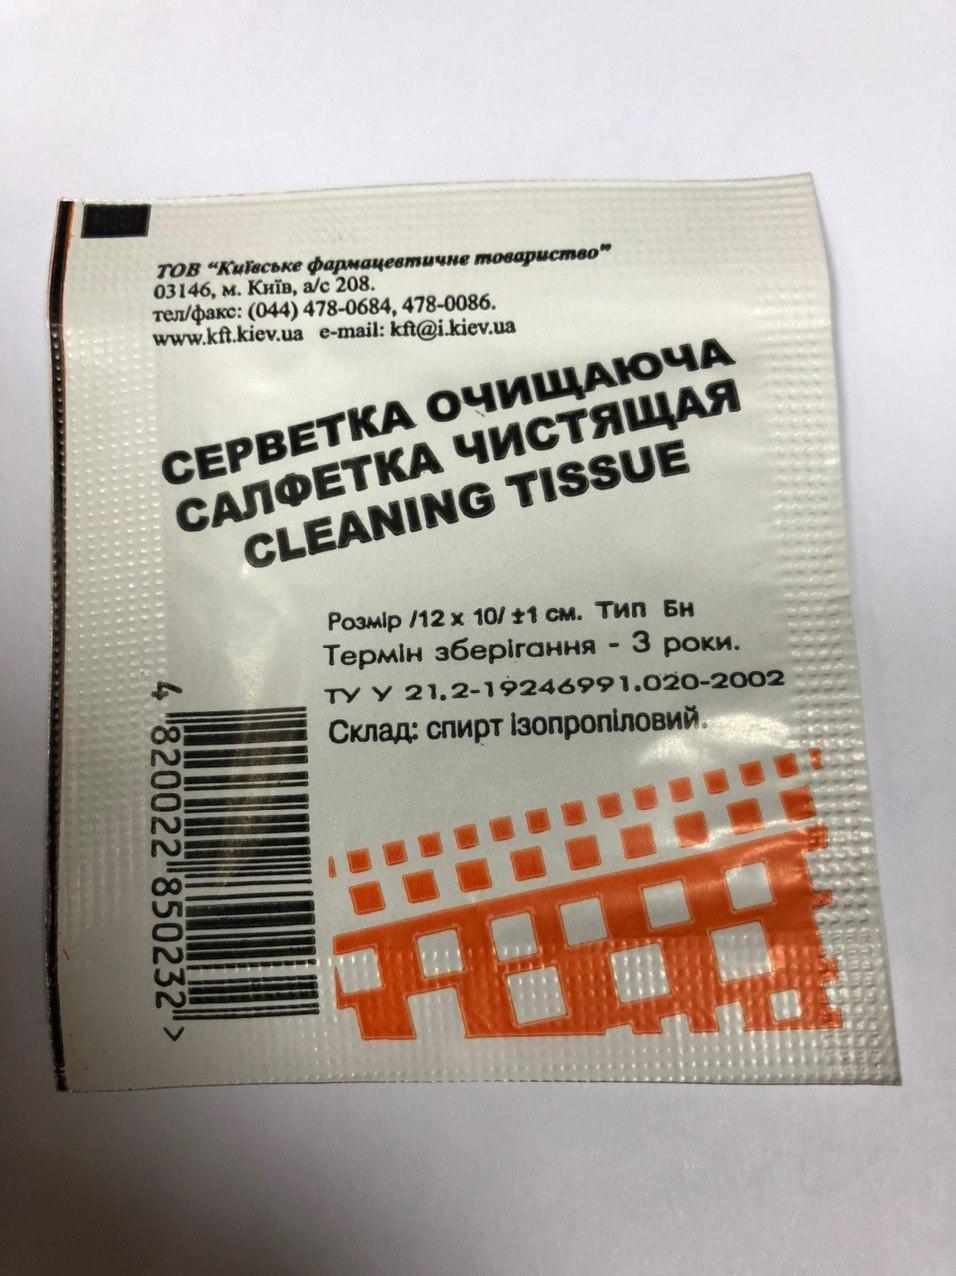 ТОВ “Київське фармацевтичне товариство”
03146, м. Київ, а/с 208.
тел/факс: (044) 478-0684, 478-0086.
www.kft.kiev.ua e-mail: kft@i.kiev.ua
СЕРВЕТКА ОЧИЩАЮЧА
САЛФЕТКА ЧИСТЯЩАЯ
CLEANING TISSUE
Розмір /12 x 10/ ±1 см. Тип Бн
Термін зберігання - 3 роки.
ТУ У 21.2-19246991.020-2002
Склад: спирт ізопропіловий.
4 820022 850232 >